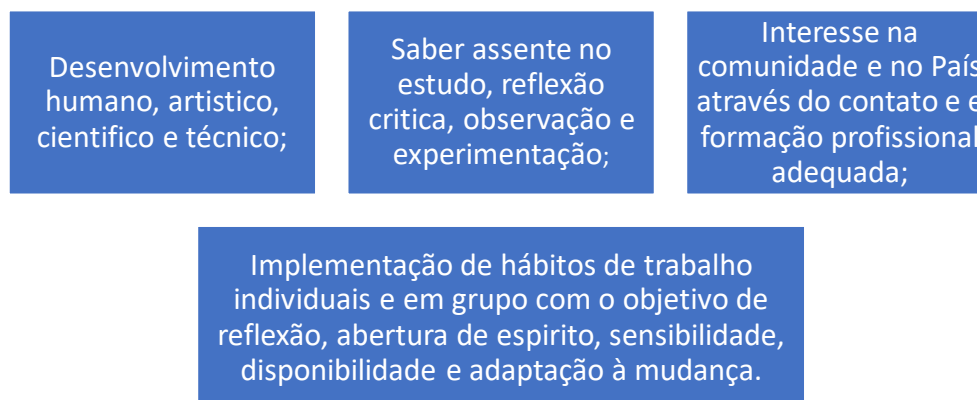 Desenvolvimento
humano, artistico,
cientifico e técnico;
Saber assente no
estudo, reflexão
critica, observação e
experimentação;
Interesse na
comunidade e no País
através do contato e e
formação profissional
adequada;
Implementação de hábitos de trabalho
individuais e em grupo com o objetivo de
reflexão, abertura de espirito, sensibilidade,
disponibilidade e adaptação à mudança.